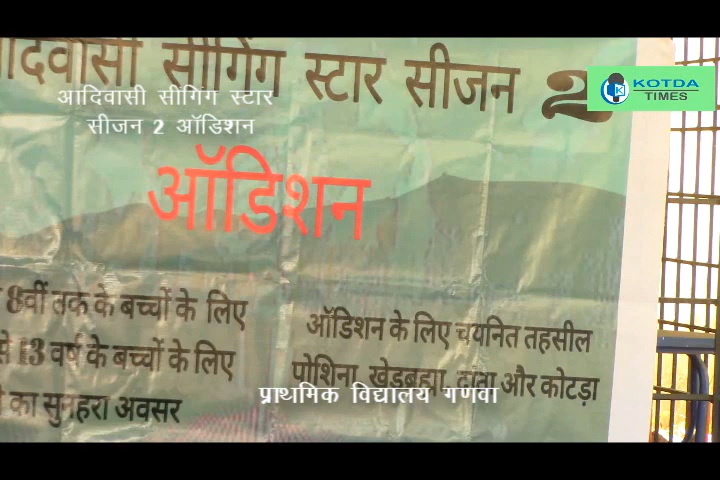 आदिवासी सीगिंग स्टार सीजन 2
KOTDA
TIMES
आदिवासी सीगिंग स्टार
सीजन 2 ऑडिशन
ऑडिशन
8वीं तक के बच्चों के लिए
से 13 वर्ष के बच्चों के लिए
का सुनहरा अवसर
ऑडिशन के लिए चयनित तहसील
पोशिना, खेडब्रह्मा, दांता और कोटड़ा
प्राथमिक विद्यालय गणवा